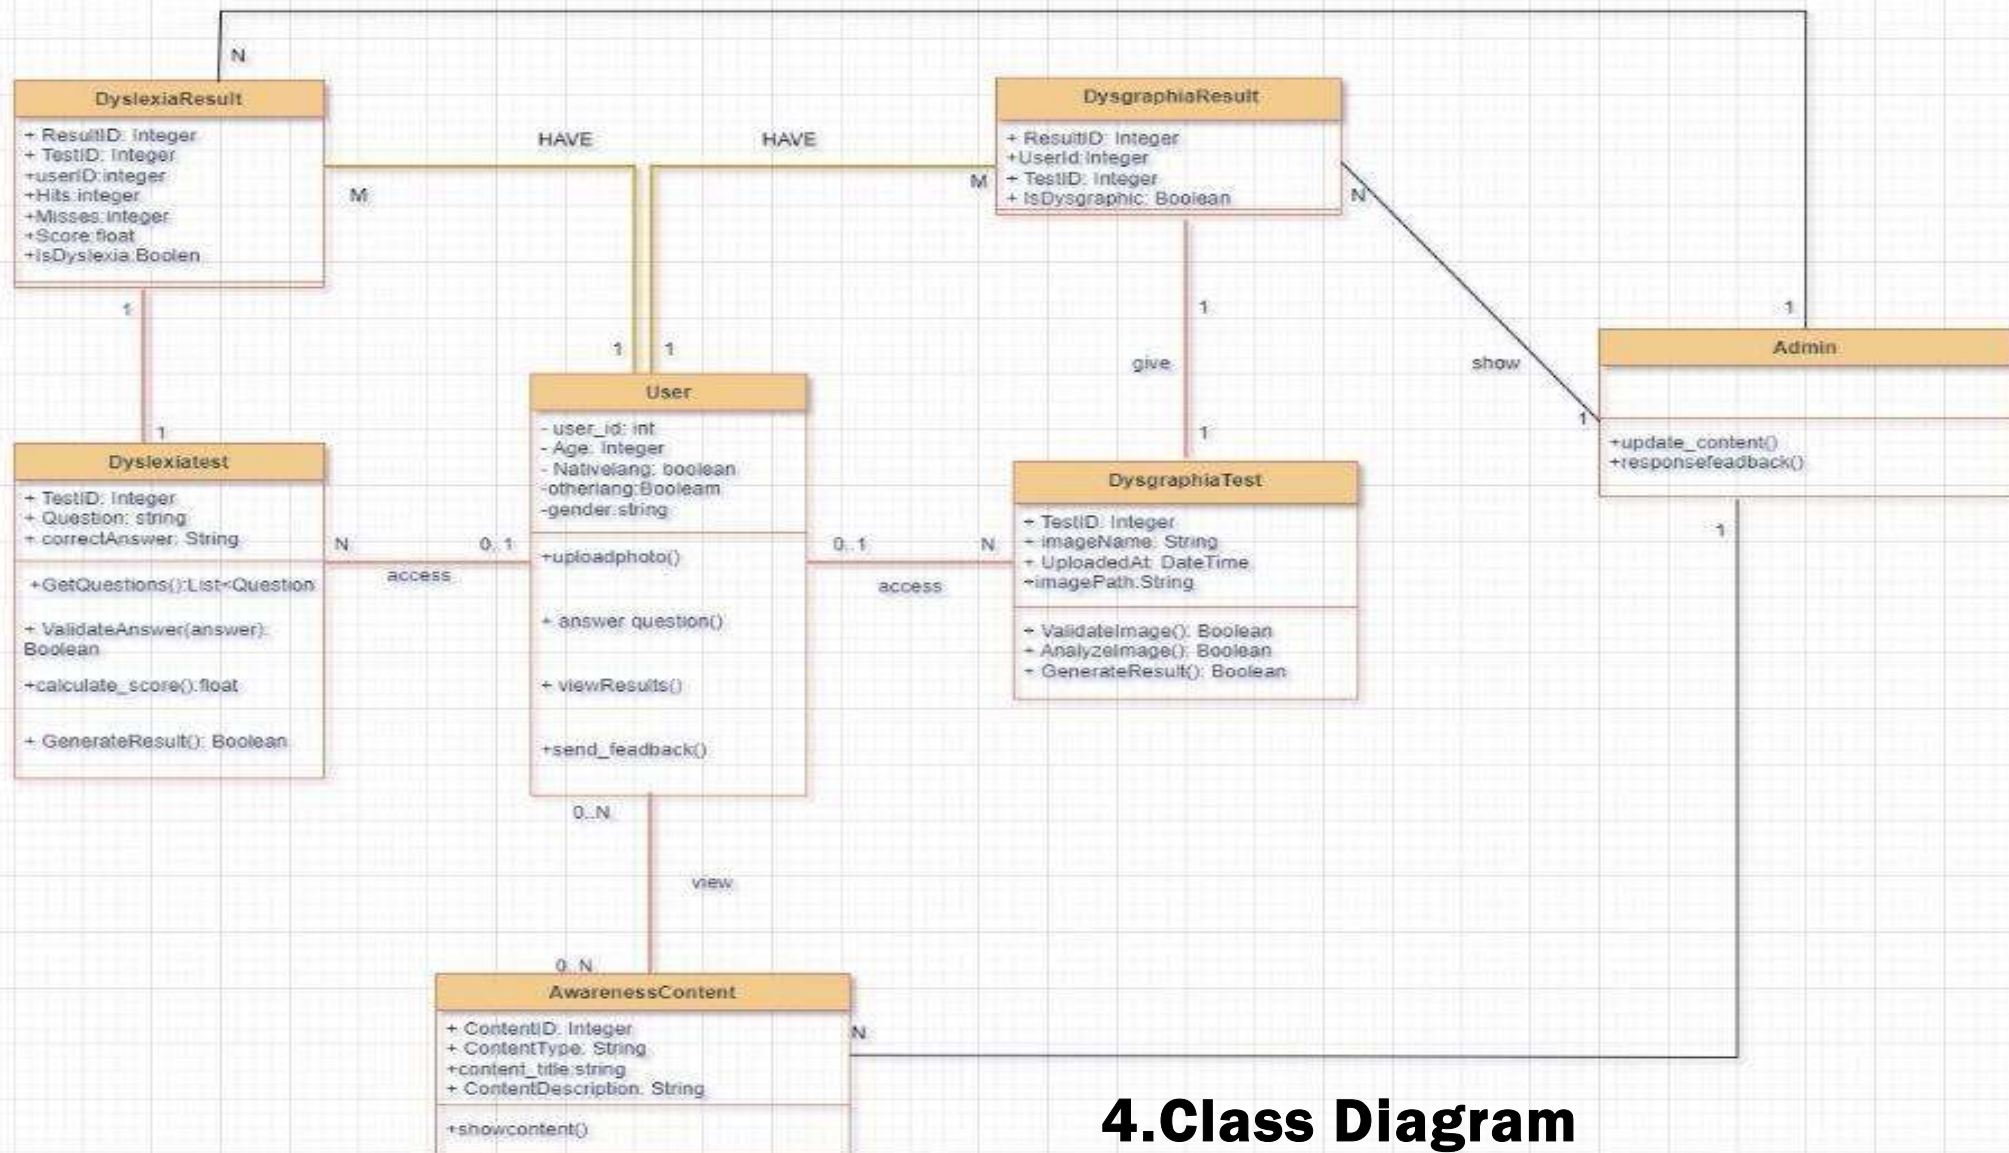 N
DyslexiaResult
+ ResultID: Integer
+ TestID: Integer
+userID:integer
+Hits:integer
+Misses:integer
+Score:float
+IsDyslexia:Boolen
HAVE
HAVE
M
M
DysgraphiaResult
+ ResultID: Integer
+UserId:Integer
+ TestID: Integer
+ IsDysgraphic: Boolean
N
1
1
1
1
1
give
show
Admin
+update_content()
+responsefeadback()
1
1
1
1
User
- user_id: int
- Age: Integer
- Nativelang: boolean
-otherlang:Booleam
-gender:string
+uploadphoto()
+ answer question()
+ viewResults()
+send_feadback()
Dyslexiatest
+ TestID: Integer
+ Question: string
+ correctAnswer: String
+GetQuestions():List<Question
+ ValidateAnswer(answer):
Boolean
+calculate_score():float
+ GenerateResult(): Boolean
N
0..1
access
0..1
N
access
DysgraphiaTest
+ TestID: Integer
+ imageName: String
+ UploadedAt: DateTime
+imagePath:String
+ ValidateImage(): Boolean
+ AnalyzeImage(): Boolean
+ GenerateResult(): Boolean
0..N
view
0..N
AwarenessContent
+ ContentID: Integer
+ ContentType: String
+content_title:string
+ ContentDescription: String
+showcontent()
N
4.Class Diagram